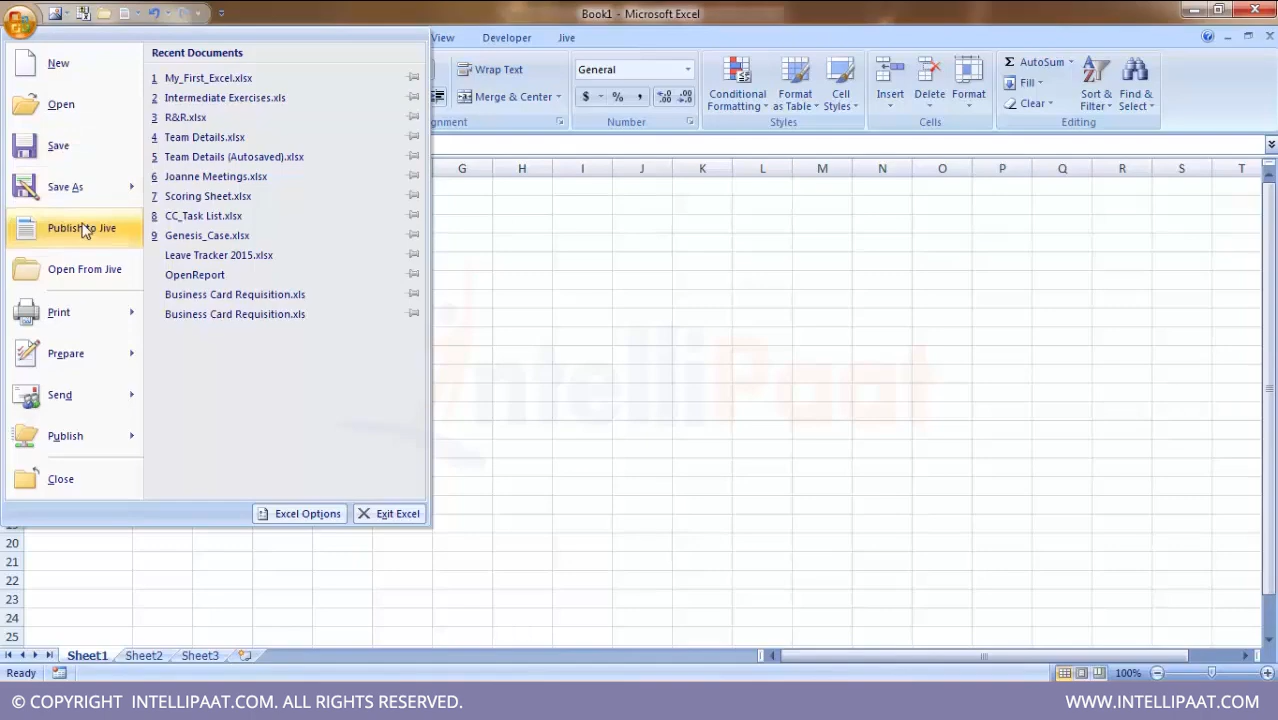 Book1 - Microsoft Excel
View Developer Jive
New
Open
Save
Save As
Publish to Jive
Open From Jive
Print
Prepare
Send
Publish
Close
Recent Documents
1 My_First_Excel.xlsx
2 Intermediate Exercises.xls
3 R&R.xlsx
4 Team Details.xlsx
5 Team Details (Autosaved).xlsx
6 Joanne Meetings.xlsx
7 Scoring Sheet.xlsx
8 CC_Task List.xlsx
9 Genesis_Case.xlsx
Leave Tracker 2015.xlsx
OpenReport
Business Card Requisition.xls
Business Card Requisition.xls
Excel Options Exit Excel
Wrap Text
Merge & Center
gnment
General
$ % ,
Number
Conditional Formatting
Format as Table
Cell Styles
Styles
Insert Delete Format
Cells
AutoSum
Fill
Clear
Sort & Filter
Find & Select
Editing
G H I J K L M N O P Q R S T
IntelliPaat
20
21
22
23
24
25
Sheet1 Sheet2 Sheet3
Ready
100%
© COPYRIGHT INTELLIPAAT.COM. ALL RIGHTS RESERVED.
WWW.INTELLIPAAT.COM